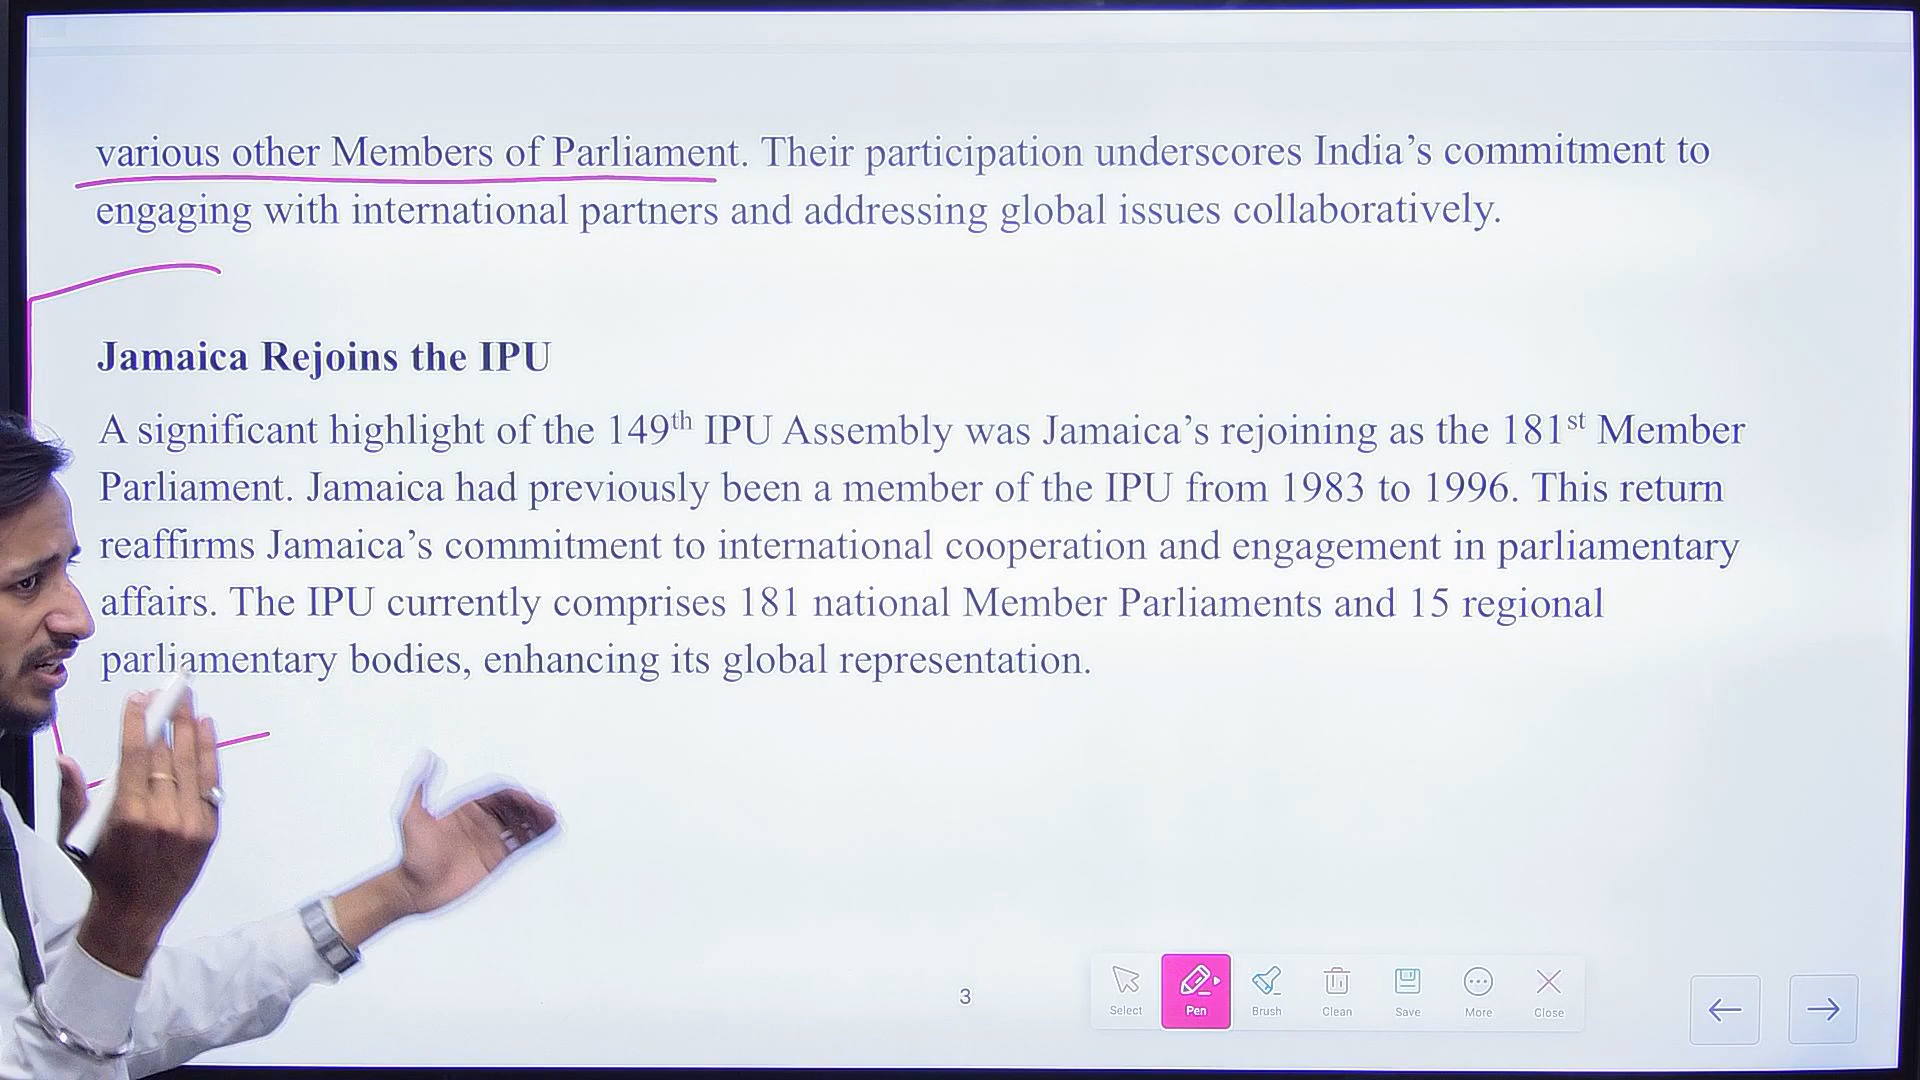 various other Members of Parliament. Their participation underscores India’s commitment to
engaging with international partners and addressing global issues collaboratively.
Jamaica Rejoins the IPU
A significant highlight of the 149th IPU Assembly was Jamaica’s rejoining as the 181st Member
Parliament. Jamaica had previously been a member of the IPU from 1983 to 1996. This return
reaffirms Jamaica’s commitment to international cooperation and engagement in parliamentary
affairs. The IPU currently comprises 181 national Member Parliaments and 15 regional
parliamentary bodies, enhancing its global representation.
3
Select Pen Brush Clean Save More Close